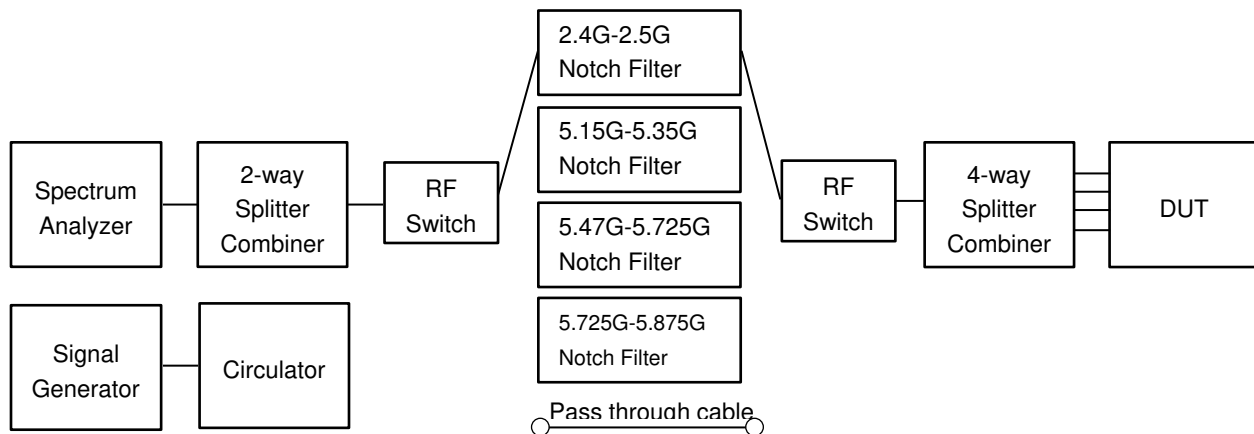 2.4G-2.5G
Notch Filter
5.15G-5.35G
Notch Filter
5.47G-5.725G
Notch Filter
5.725G-5.875G
Notch Filter
Pass through cable
Spectrum
Analyzer
2-way
Splitter
Combiner
RF
Switch
RF
Switch
4-way
Splitter
Combiner
DUT
Signal
Generator
Circulator